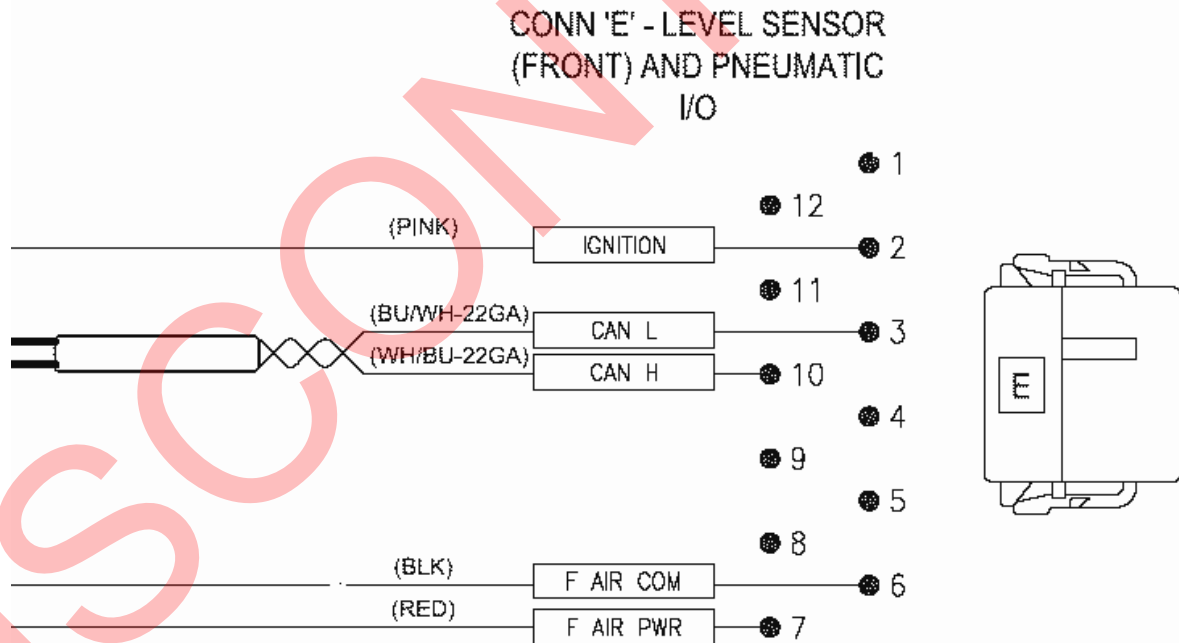 CONN 'E' - LEVEL SENSOR
(FRONT) AND PNEUMATIC
I/O
1
12
(PINK) IGNITION 2
11
(BU/WH-22GA) CAN L 3
(WH/BU-22GA) CAN H 10
E
4
9
5
8
(BLK) F AIR COM 6
(RED) F AIR PWR 7